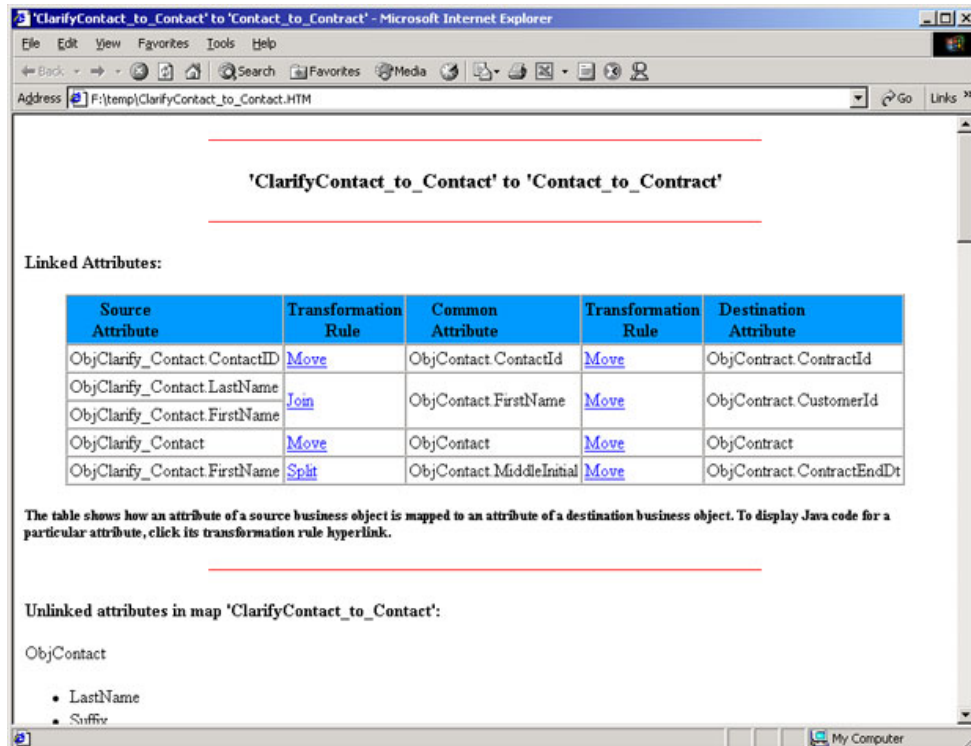 'ClarifyContact_to_Contact' to 'Contact_to_Contract' - Microsoft Internet Explorer
File Edit View Favorites Tools Help
Back Search Favorites Media
Address F:\temp\ClarifyContact_to_Contact.HTM Go Links »
'ClarifyContact_to_Contact' to 'Contact_to_Contract'
Linked Attributes:
Source Attribute Transformation Rule Common Attribute Transformation Rule Destination Attribute
ObjClarify_Contact.ContactID Move ObjContact.ContactId Move ObjContract.ContractId
ObjClarify_Contact.LastName
ObjClarify_Contact.FirstName Join ObjContact.FirstName Move ObjContract.CustomerId
ObjClarify_Contact Move ObjContact Move ObjContract
ObjClarify_Contact.FirstName Split ObjContact.MiddleInitial Move ObjContract.ContractEndDt
The table shows how an attribute of a source business object is mapped to an attribute of a destination business object. To display Java code for a
particular attribute, click its transformation rule hyperlink.
Unlinked attributes in map 'ClarifyContact_to_Contact':
ObjContact
• LastName
• Suffix
My Computer